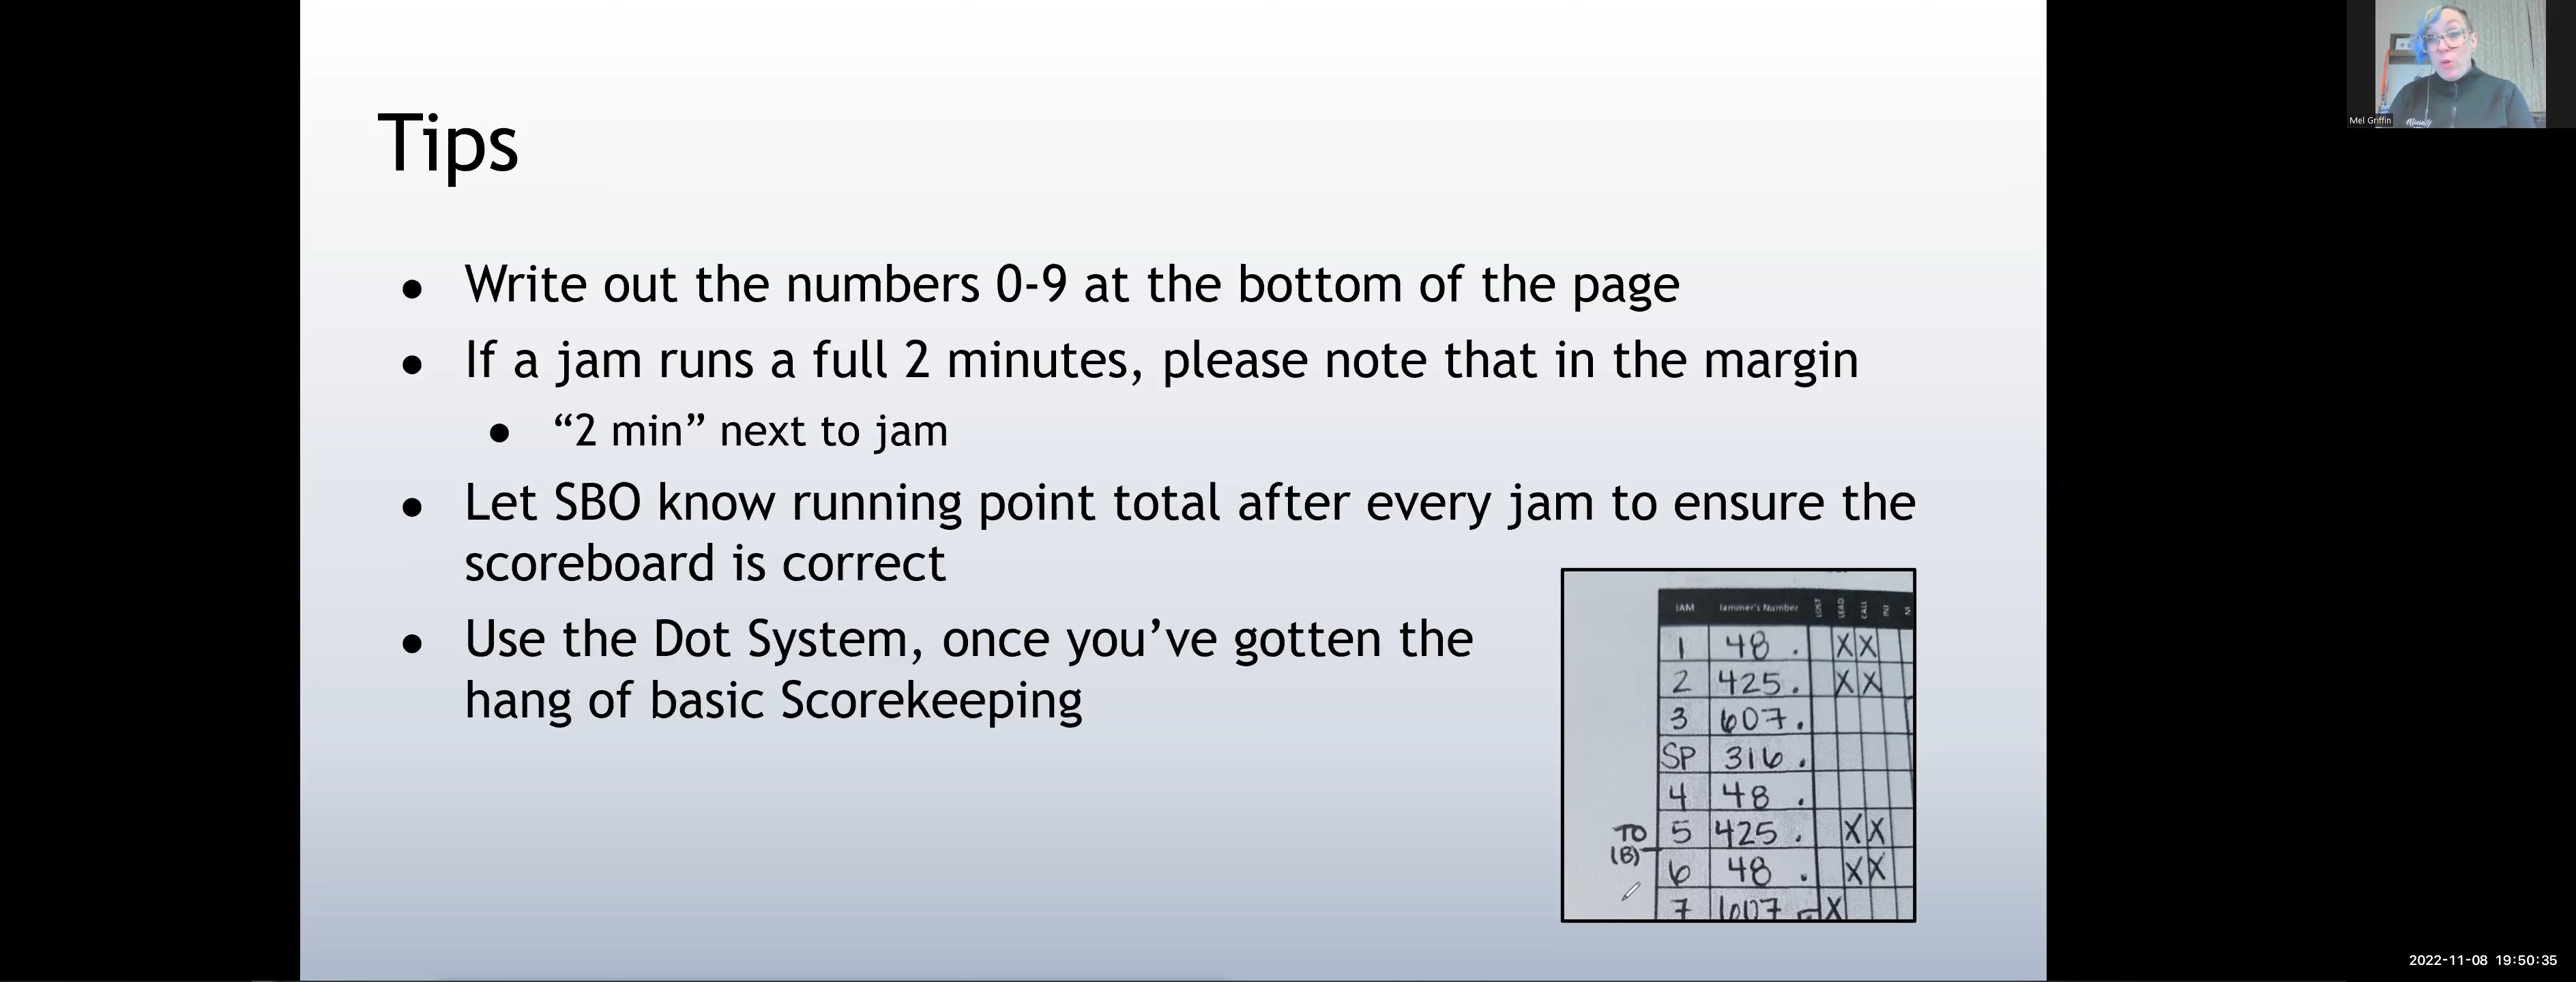 Mel Griffin
Tips
● Write out the numbers 0-9 at the bottom of the page
● If a jam runs a full 2 minutes, please note that in the margin
● “2 min” next to jam
● Let SBO know running point total after every jam to ensure the
scoreboard is correct
● Use the Dot System, once you’ve gotten the
hang of basic Scorekeeping
JAM Jammer's Number LOST LEAD CALL INJ
1 48 . X X
2 425 . X X
3 607 .
SP 316 .
4 48 .
TO 5 425 . X X
(B)
6 48 . X X
7 607 X
2022-11-08 19:50:35